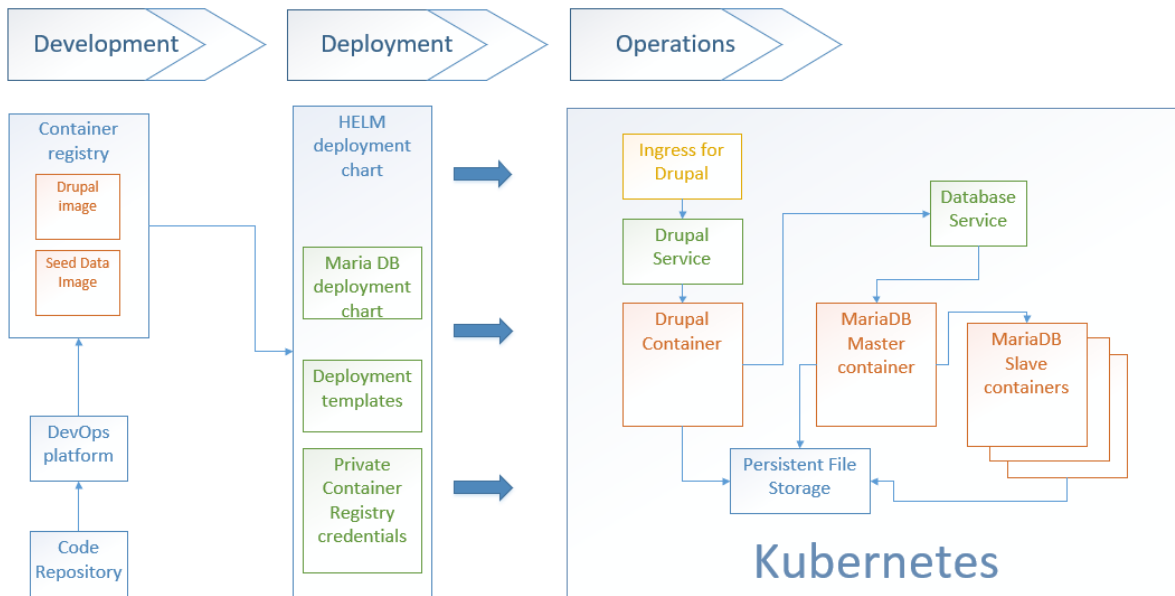 Development
Deployment
Operations
Container
registry
Drupal
image
Seed Data
Image
DevOps
platform
Code
Repository
HELM
deployment
chart
Maria DB
deployment
chart
Deployment
templates
Private
Container
Registry
credentials
Ingress for
Drupal
Drupal
Service
Drupal
Container
Database
Service
MariaDB
Master
container
MariaDB
Slave
containers
Persistent File
Storage
Kubernetes